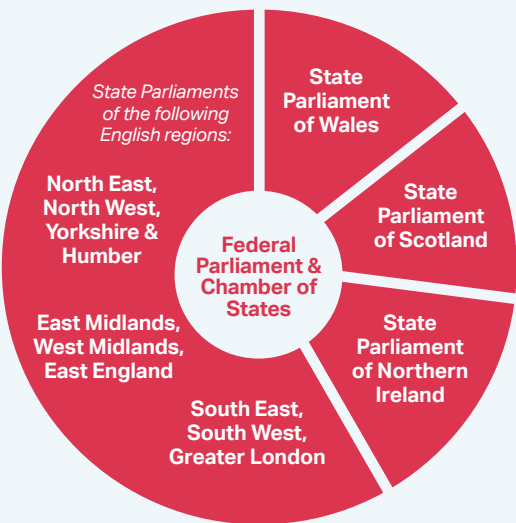 State Parliaments
of the following
English regions:
North East,
North West,
Yorkshire &
Humber
East Midlands,
West Midlands,
East England
South East,
South West,
Greater London
State
Parliament
of Wales
State
Parliament
of Scotland
State
Parliament
of Northern
Ireland
Federal
Parliament &
Chamber of
States